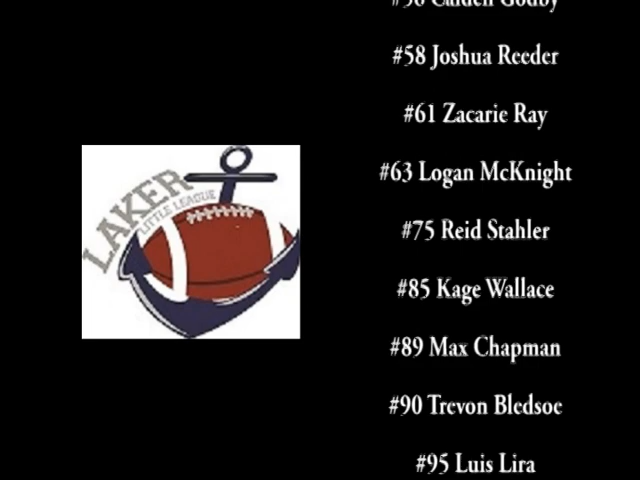 #58 Joshua Reeder
#61 Zacarie Ray
#63 Logan McKnight
#75 Reid Stahler
#85 Kage Wallace
#89 Max Chapman
#90 Trevon Bledsoe
#95 Luis Lira
LAKER
LITTLE LEAGUE